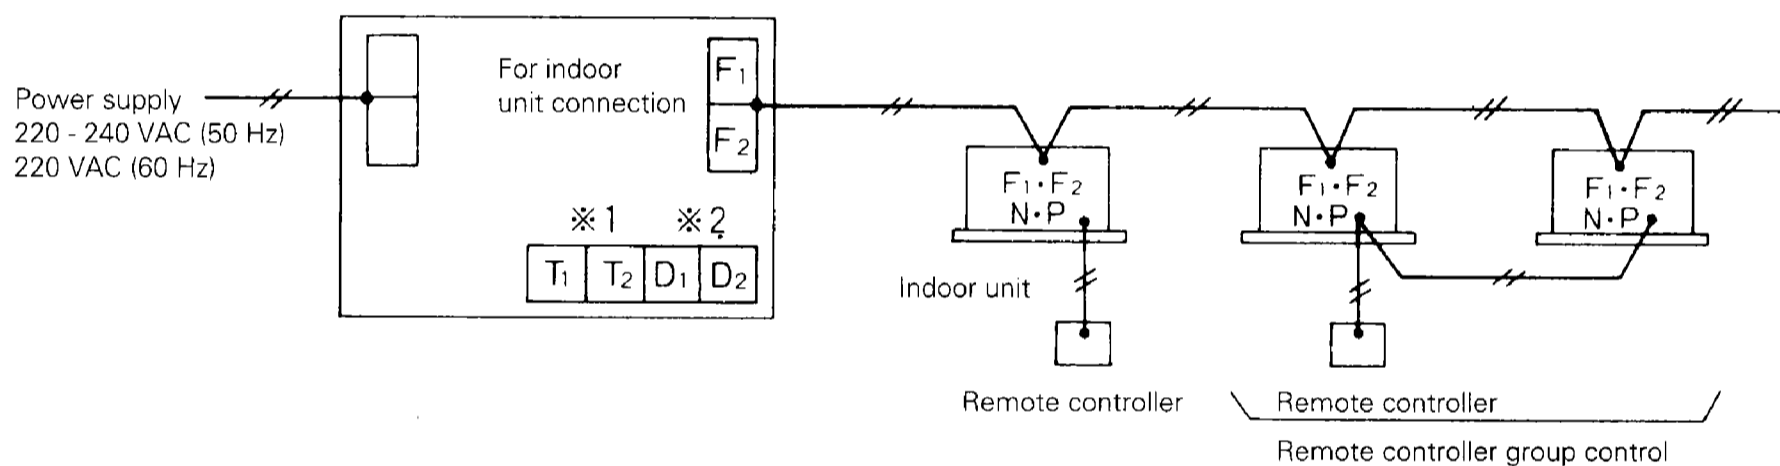 Power supply
220 - 240 VAC (50 Hz)
220 VAC (60 Hz)
For indoor
unit connection
F1
F2
※1 ※2
T1 T2 D1 D2
F1・F2
N・P
F1・F2
N・P
F1・F2
N・P
Indoor unit
Remote controller
Remote controller
Remote controller group control